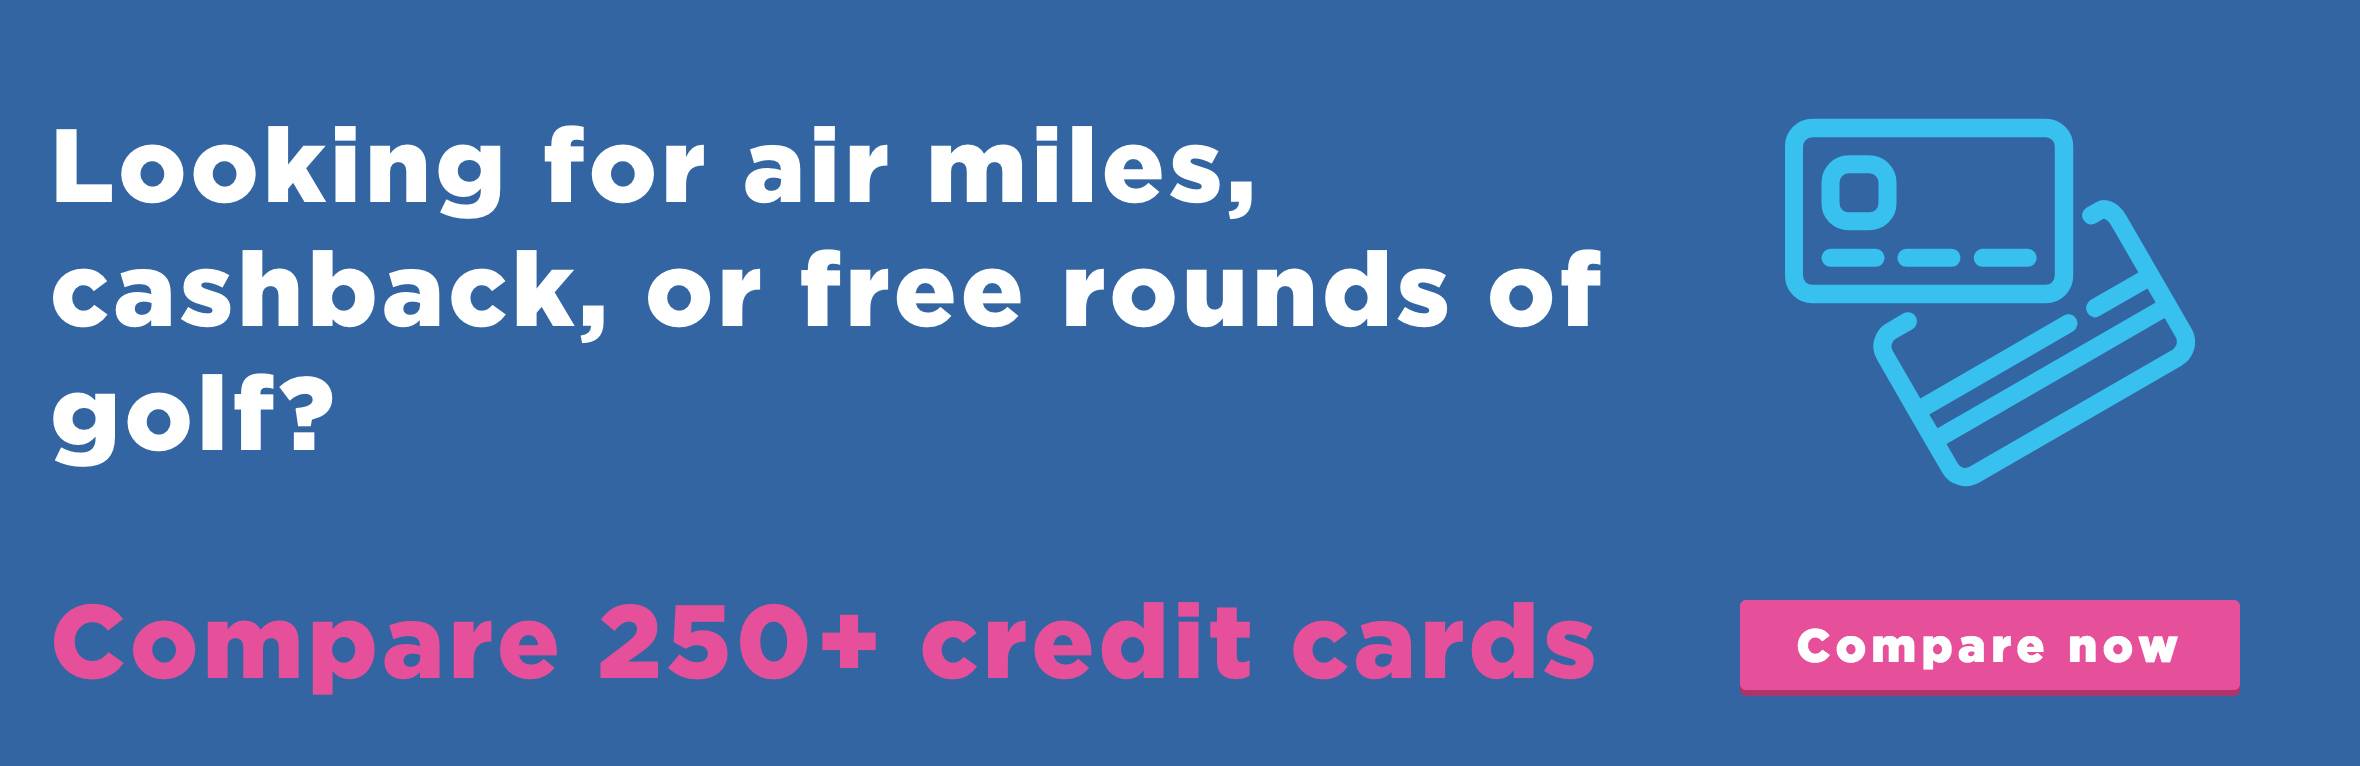 Looking for air miles,
cashback, or free rounds of
golf?
Compare 250+ credit cards
Compare now